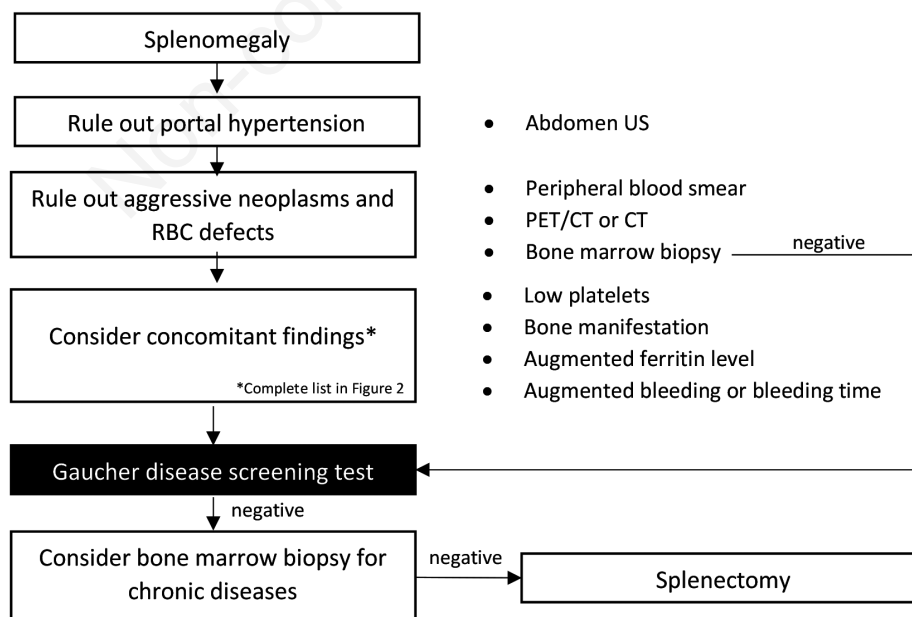 Splenomegaly
Rule out portal hypertension
• Abdomen US
Rule out aggressive neoplasms and
RBC defects
• Peripheral blood smear
• PET/CT or CT
• Bone marrow biopsy
negative
Consider concomitant findings*
*Complete list in Figure 2
• Low platelets
• Bone manifestation
• Augmented ferritin level
• Augmented bleeding or bleeding time
Gaucher disease screening test
negative
Consider bone marrow biopsy for
chronic diseases
negative
Splenectomy